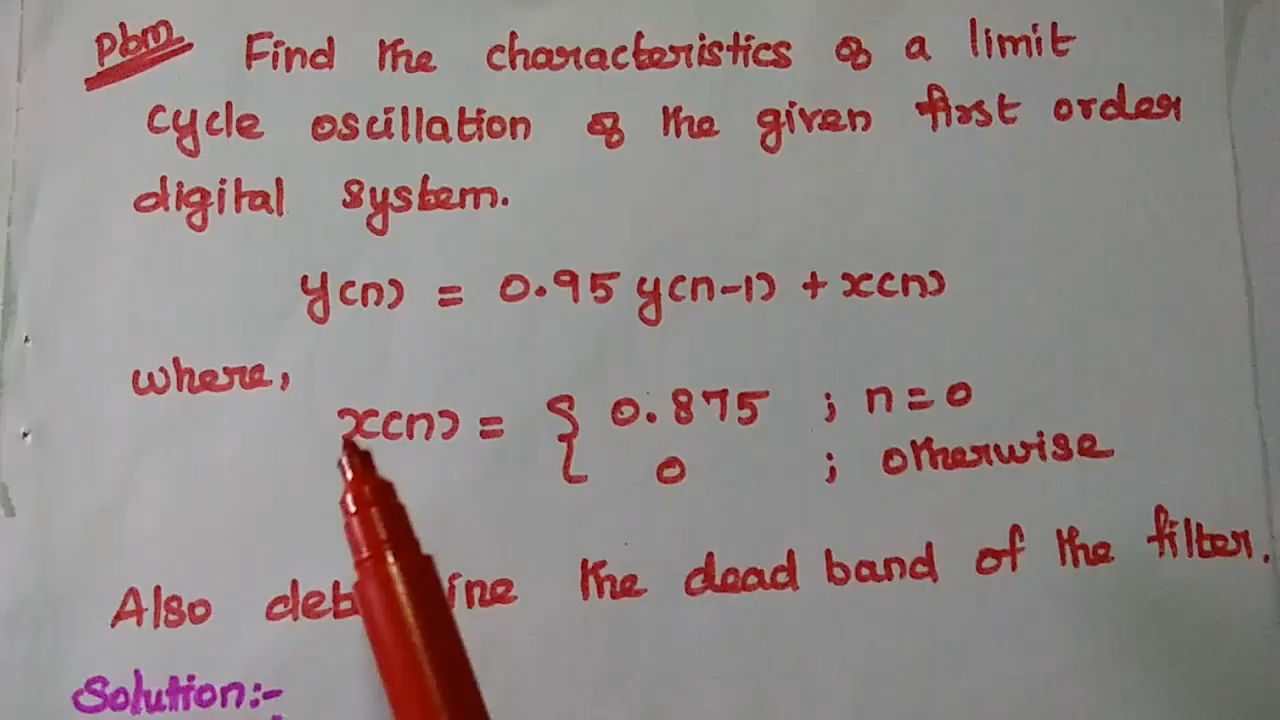 Pbm Find the characteristics of a limit
cycle oscillation of the given first order
digital system.
y(n) = 0.95 y(n-1) + x(n)
where,
x(n) = { 0.875 ; n = 0
0 ; otherwise
Also the dead band of the filter.
Solution:-